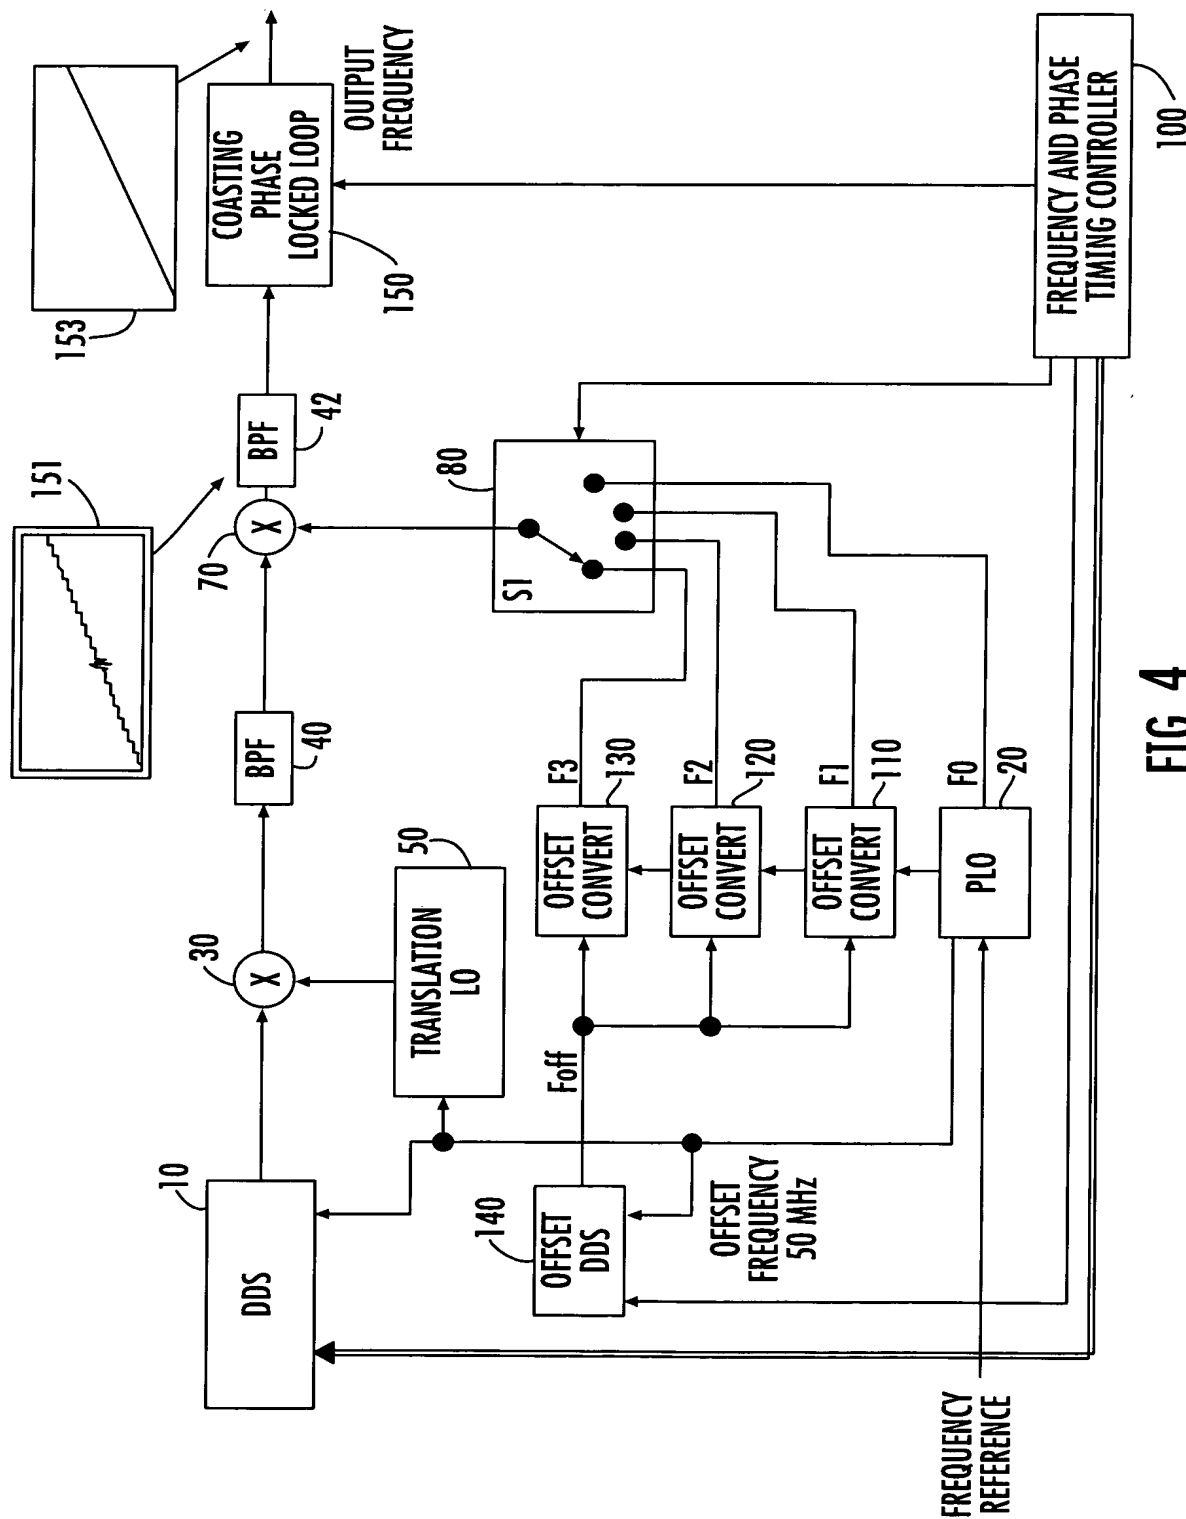 151
153
DDS
10
X
30
BPF
40
X
70
BPF
42
COASTING
PHASE
LOCKED LOOP
150
OUTPUT
FREQUENCY
TRANSLATION
LO
50
S1
80
OFFSET
DDS
140
Foff
OFFSET
CONVERT
130
F3
OFFSET
CONVERT
120
F2
OFFSET
CONVERT
110
F1
OFFSET
FREQUENCY
50 MHz
PLO
20
F0
FREQUENCY
REFERENCE
FREQUENCY AND PHASE
TIMING CONTROLLER
100
FIG 4